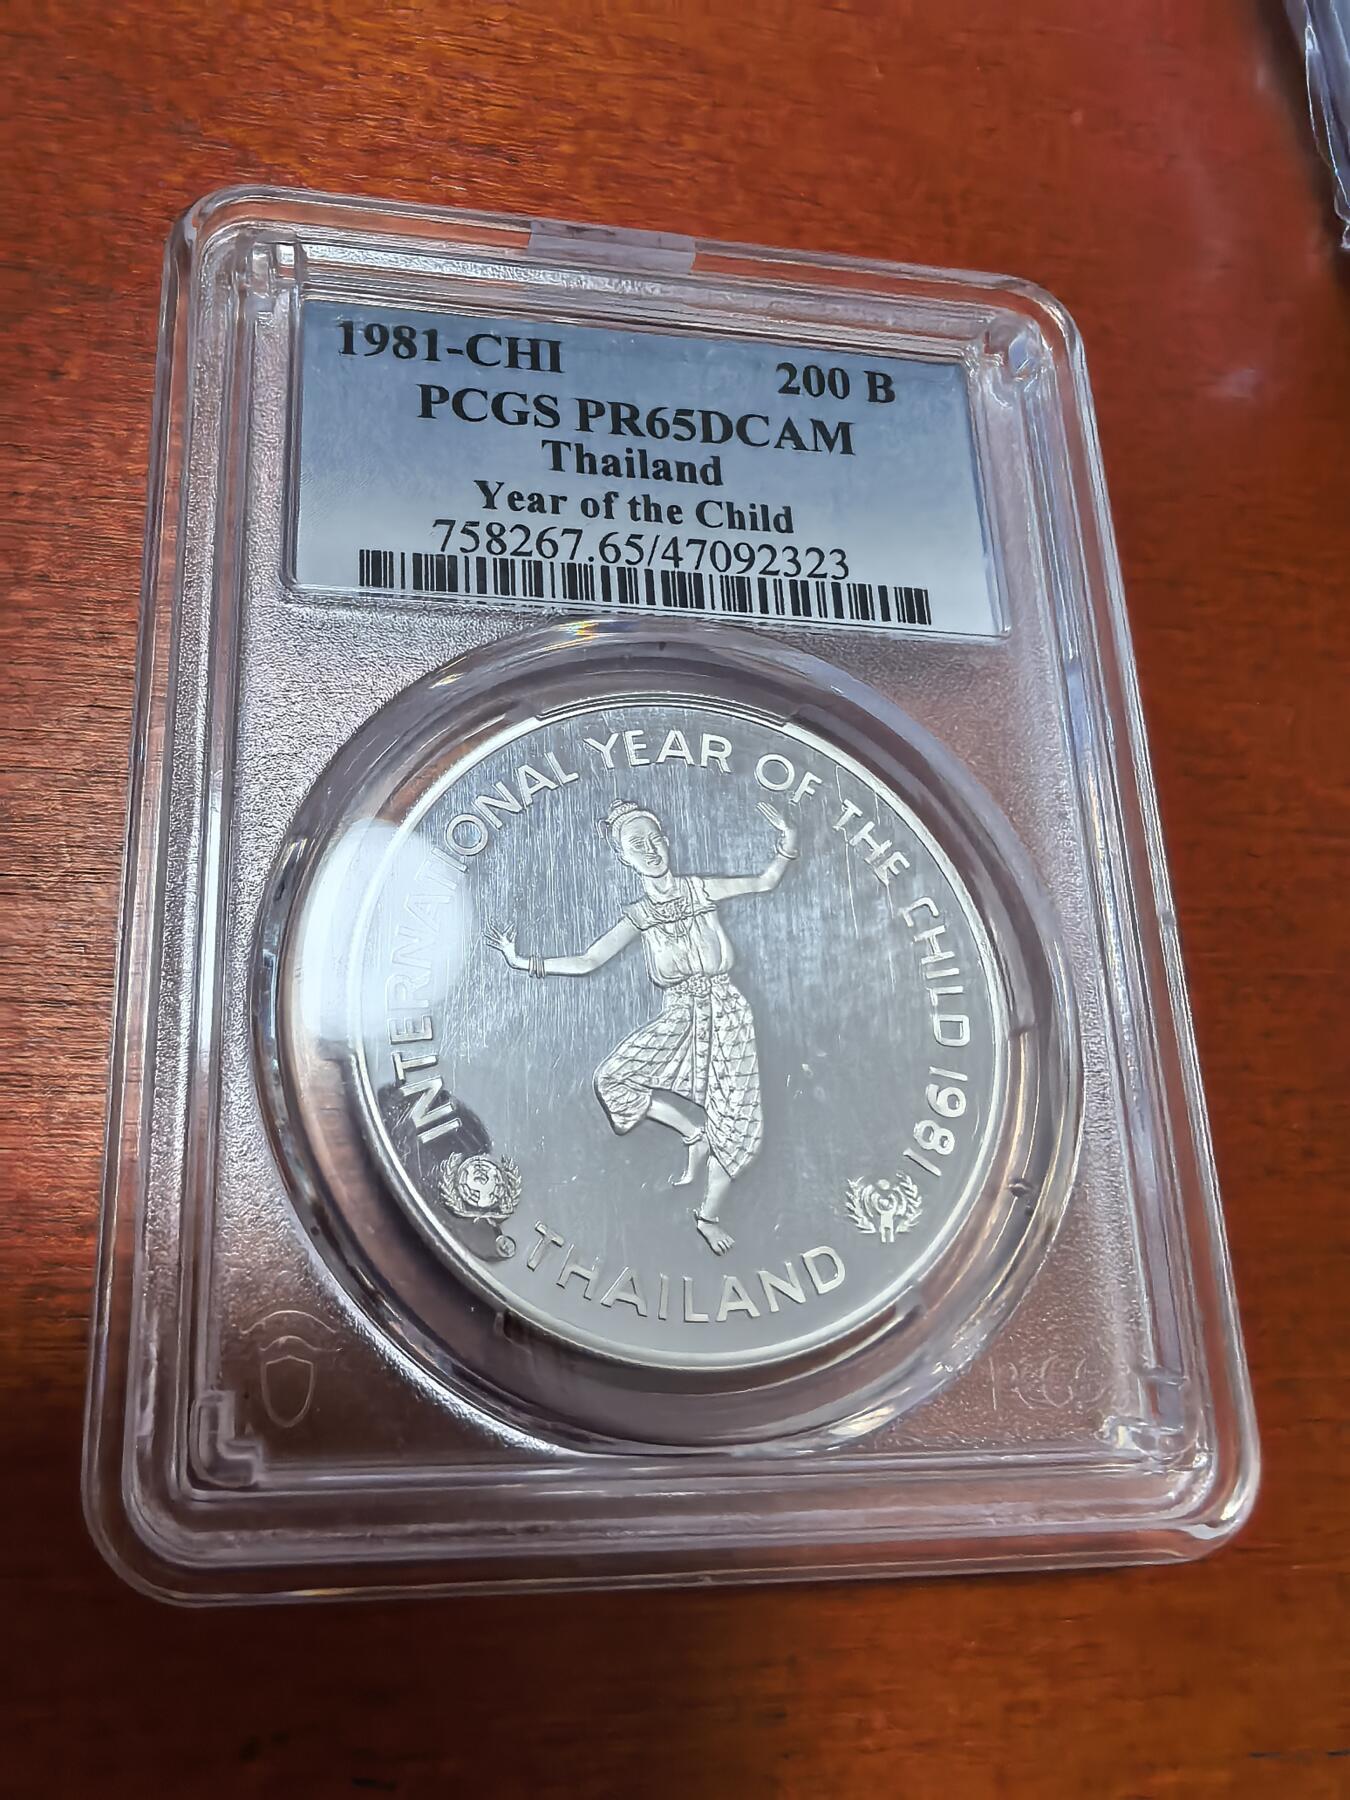 1981-CHI 200 B
PCGS PR65DCAM
Thailand
Year of the Child
758267.65/47092323
INTERNATIONAL YEAR OF THE CHILD 1981
THAILAND